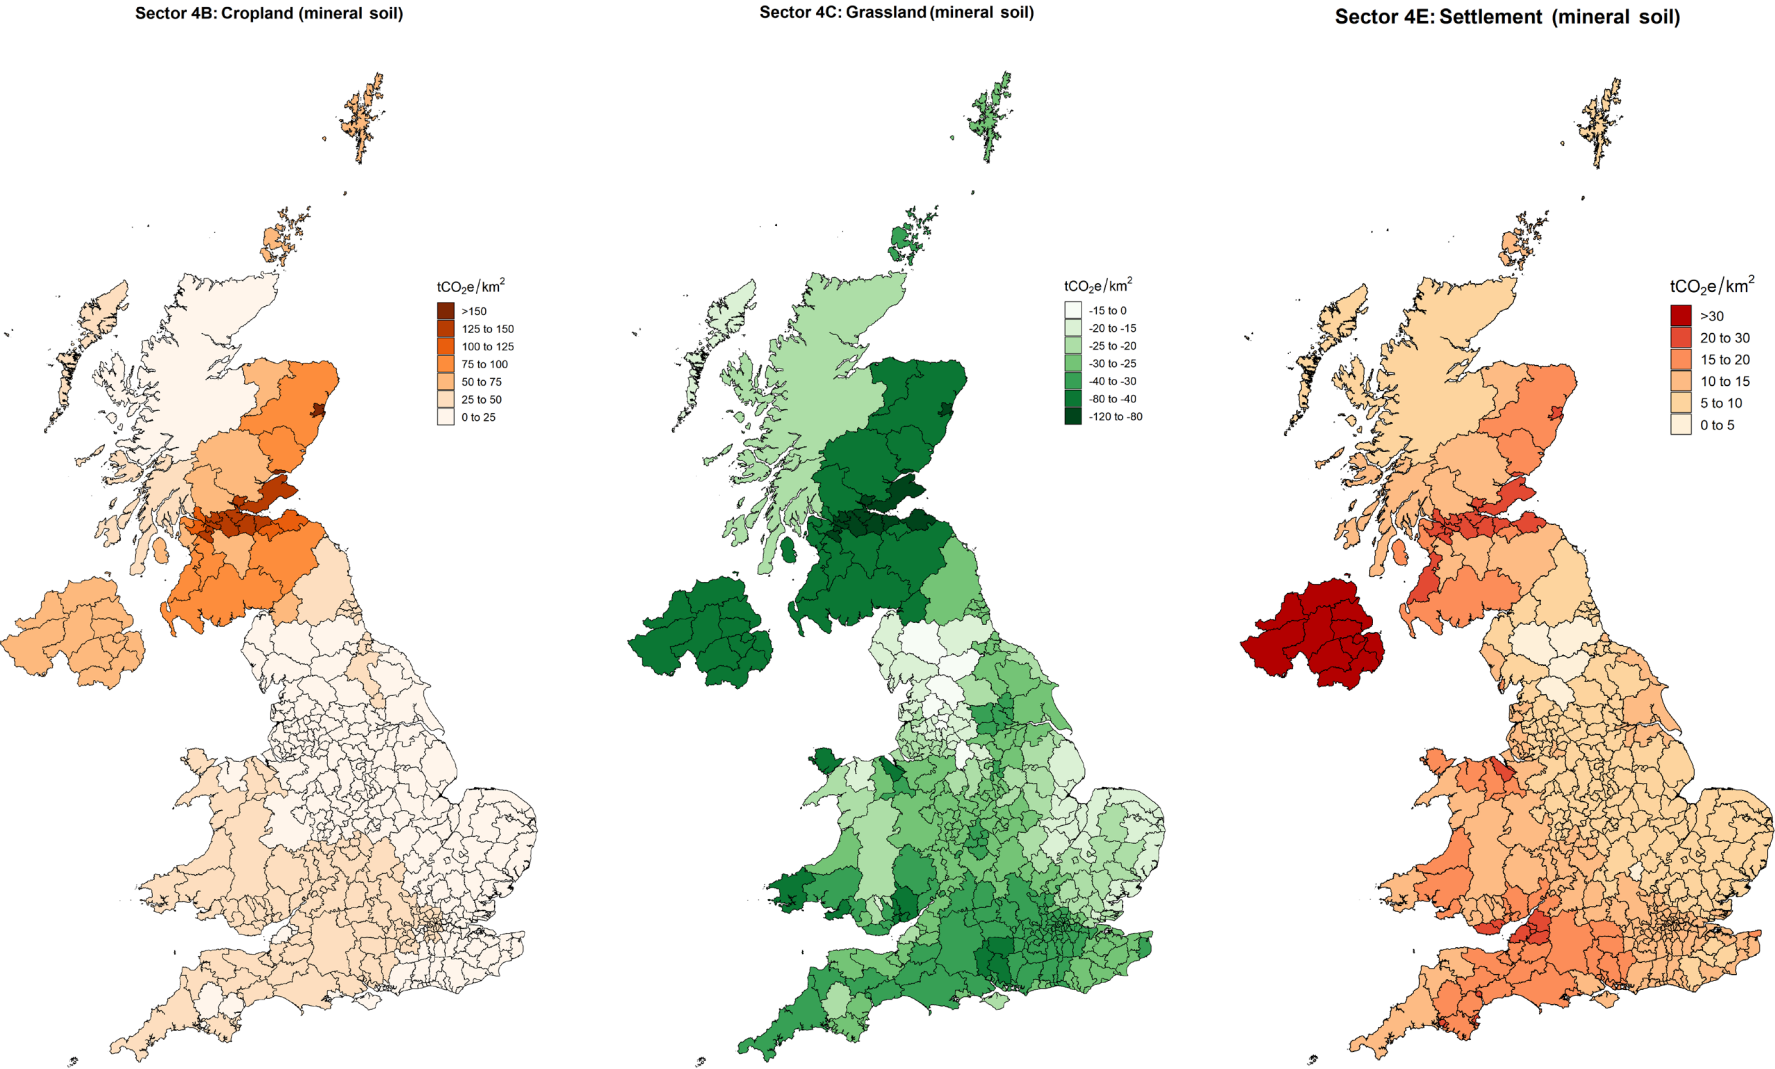 Sector 4B: Cropland (mineral soil)
tCO₂e/km²
>150
125 to 150
100 to 125
75 to 100
50 to 75
25 to 50
0 to 25
Sector 4C: Grassland (mineral soil)
tCO₂e/km²
-15 to 0
-20 to -15
-25 to -20
-30 to -25
-40 to -30
-80 to -40
-120 to -80
Sector 4E: Settlement (mineral soil)
tCO₂e/km²
>30
20 to 30
15 to 20
10 to 15
5 to 10
0 to 5